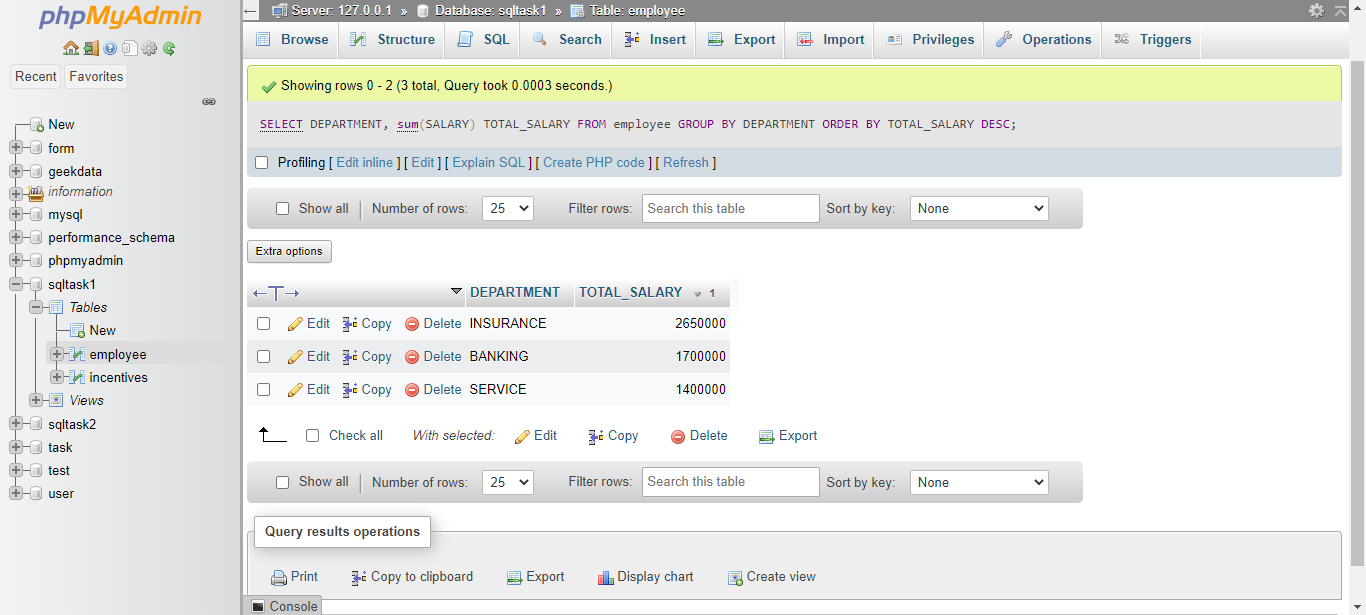 phpMyAdmin
Recent Favorites
New
form
geekdata
information
mysql
performance_schema
phpmyadmin
sqltask1
Tables
New
employee
incentives
Views
sqltask2
task
test
user
Server: 127.0.0.1 » Database: sqltask1 » Table: employee
Browse Structure SQL Search Insert Export Import Privileges Operations Triggers
Showing rows 0 - 2 (3 total, Query took 0.0003 seconds.)
SELECT DEPARTMENT, sum(SALARY) TOTAL_SALARY FROM employee GROUP BY DEPARTMENT ORDER BY TOTAL_SALARY DESC;
Profiling [ Edit inline ] [ Edit ] [ Explain SQL ] [ Create PHP code ] [ Refresh ]
Show all | Number of rows: 25 Filter rows: Search this table Sort by key: None
Extra options
DEPARTMENT TOTAL_SALARY 1
Edit Copy Delete INSURANCE 2650000
Edit Copy Delete BANKING 1700000
Edit Copy Delete SERVICE 1400000
Check all With selected: Edit Copy Delete Export
Show all | Number of rows: 25 Filter rows: Search this table Sort by key: None
Query results operations
Print Copy to clipboard Export Display chart Create view
Console